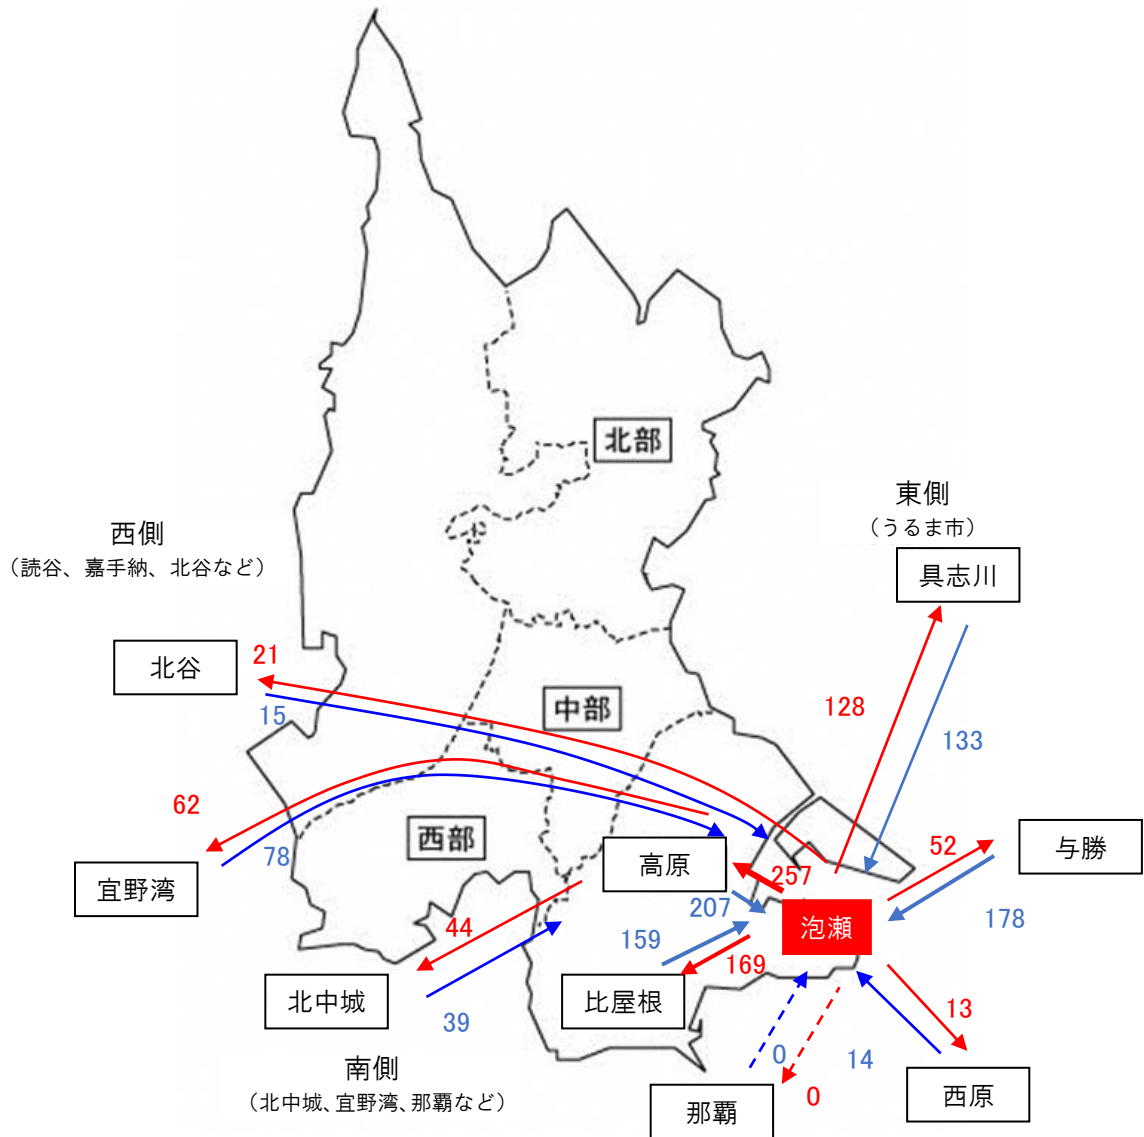 北部
東側
（うるま市）
西側
（読谷、嘉手納、北谷など）
具志川
北谷
21
15
中部
128
133
62
78
宜野湾
西部
高原
257
207
52
与勝
178
泡瀬
44
159
169
北中城
39
比屋根
13
14
0
0
西原
那覇
南側
（北中城、宜野湾、那覇など）